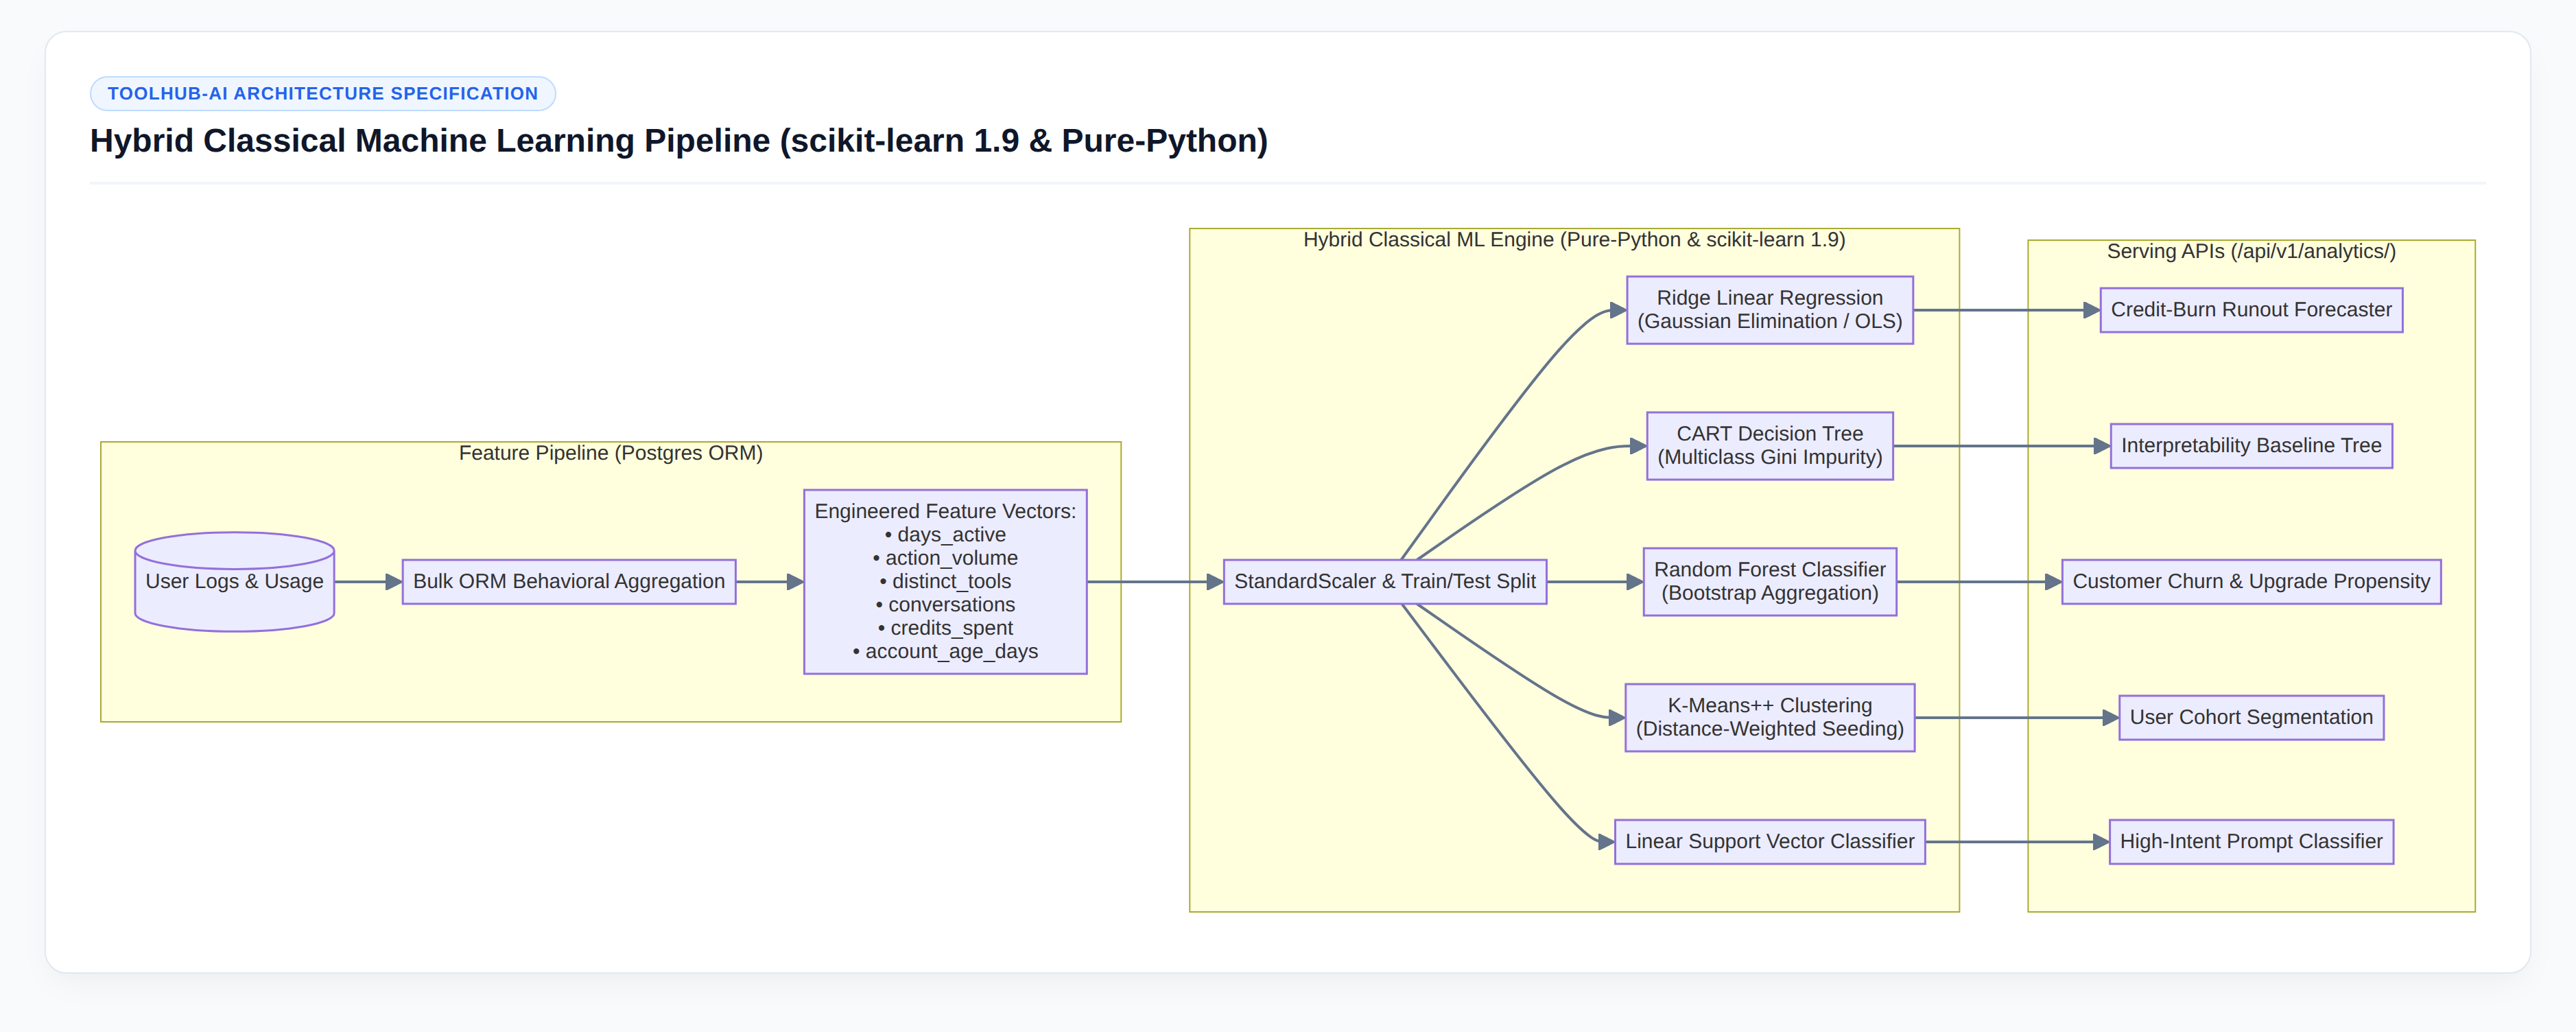 TOOLHUB-AI ARCHITECTURE SPECIFICATION
Hybrid Classical Machine Learning Pipeline (scikit-learn 1.9 & Pure-Python)
Feature Pipeline (Postgres ORM)
User Logs & Usage
Bulk ORM Behavioral Aggregation
Engineered Feature Vectors:
• days_active
• action_volume
• distinct_tools
• conversations
• credits_spent
• account_age_days
Hybrid Classical ML Engine (Pure-Python & scikit-learn 1.9)
StandardScaler & Train/Test Split
Ridge Linear Regression
(Gaussian Elimination / OLS)
CART Decision Tree
(Multiclass Gini Impurity)
Random Forest Classifier
(Bootstrap Aggregation)
K-Means++ Clustering
(Distance-Weighted Seeding)
Linear Support Vector Classifier
Serving APIs (/api/v1/analytics/)
Credit-Burn Runout Forecaster
Interpretability Baseline Tree
Customer Churn & Upgrade Propensity
User Cohort Segmentation
High-Intent Prompt Classifier